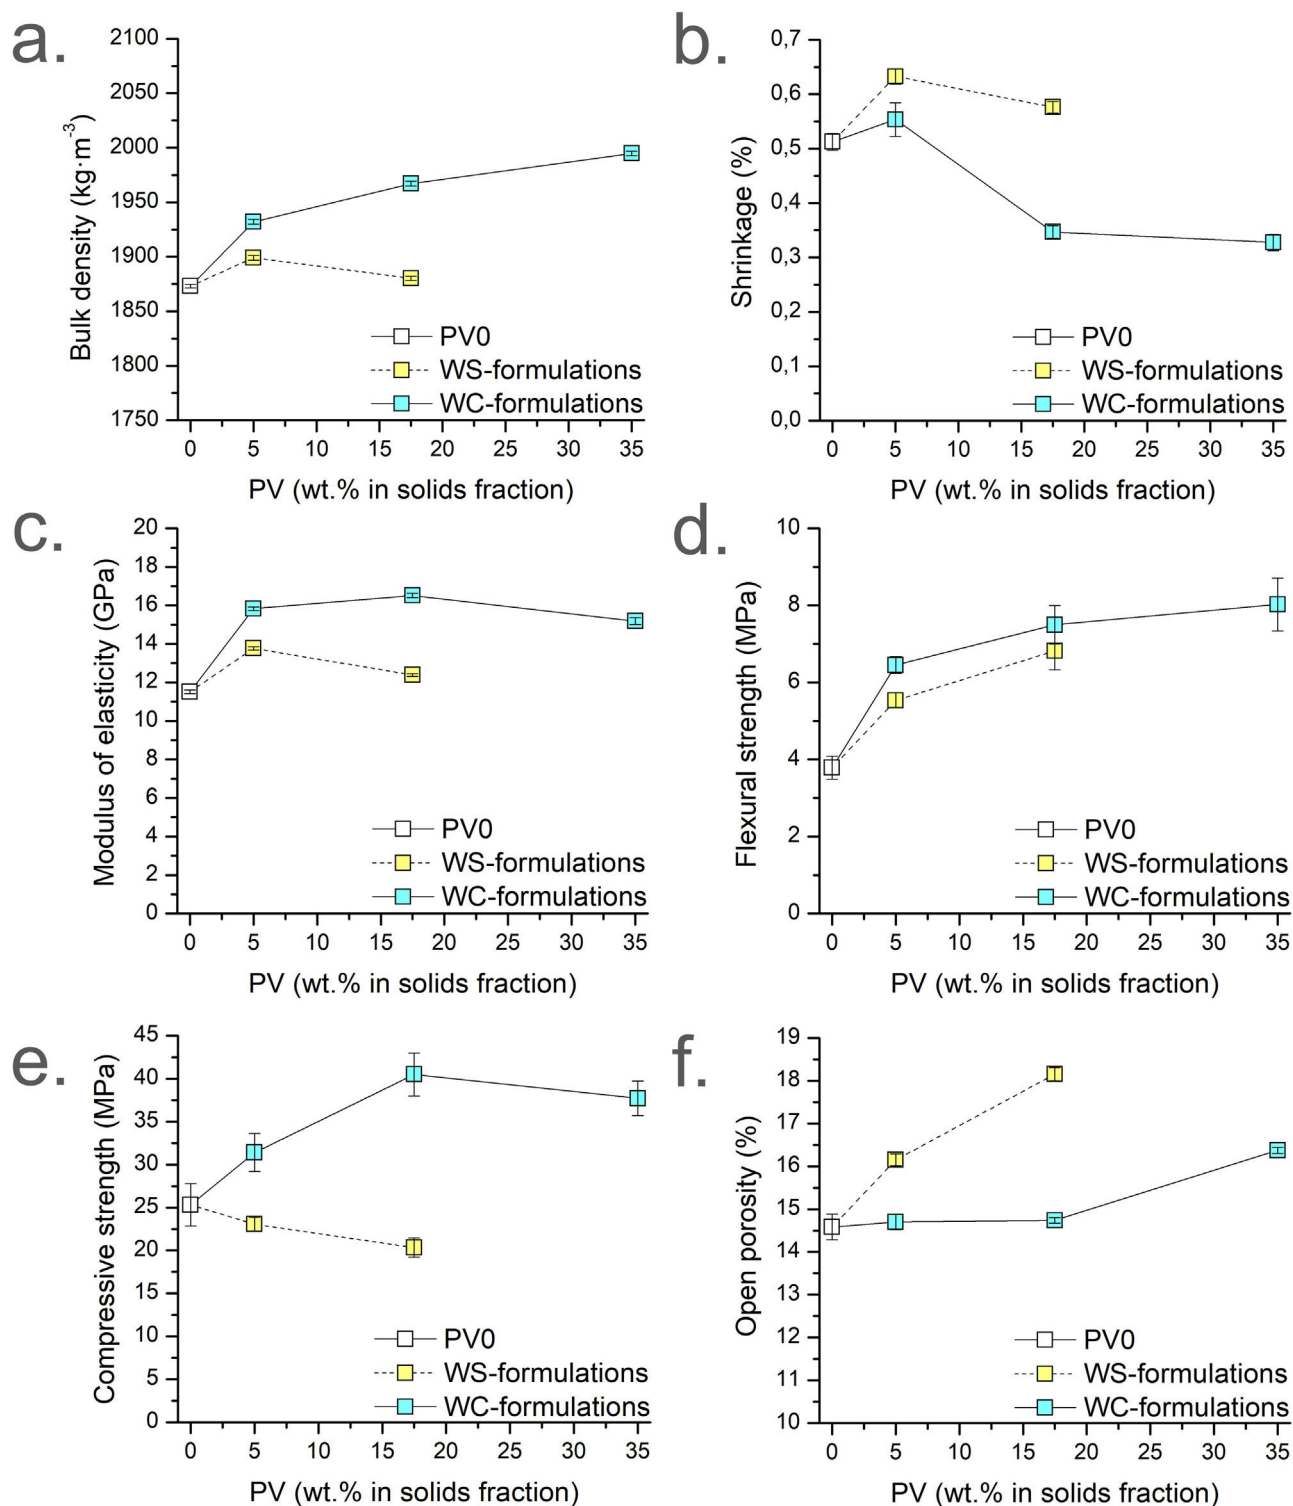 a.
2100
2050
2000
1950
1900
1850
1800
1750
Bulk density (kg·m⁻³)
PV0
WS-formulations
WC-formulations
0 5 10 15 20 25 30 35
PV (wt.% in solids fraction)
b.
0,7
0,6
0,5
0,4
0,3
0,2
0,1
0,0
Shrinkage (%)
PV0
WS-formulations
WC-formulations
0 5 10 15 20 25 30 35
PV (wt.% in solids fraction)
c.
20
18
16
14
12
10
8
6
4
2
0
Modulus of elasticity (GPa)
PV0
WS-formulations
WC-formulations
0 5 10 15 20 25 30 35
PV (wt.% in solids fraction)
d.
10
8
6
4
2
0
Flexural strength (MPa)
PV0
WS-formulations
WC-formulations
0 5 10 15 20 25 30 35
PV (wt.% in solids fraction)
e.
45
40
35
30
25
20
15
10
5
0
Compressive strength (MPa)
PV0
WS-formulations
WC-formulations
0 5 10 15 20 25 30 35
PV (wt.% in solids fraction)
f.
19
18
17
16
15
14
13
12
11
10
Open porosity (%)
PV0
WS-formulations
WC-formulations
0 5 10 15 20 25 30 35
PV (wt.% in solids fraction)